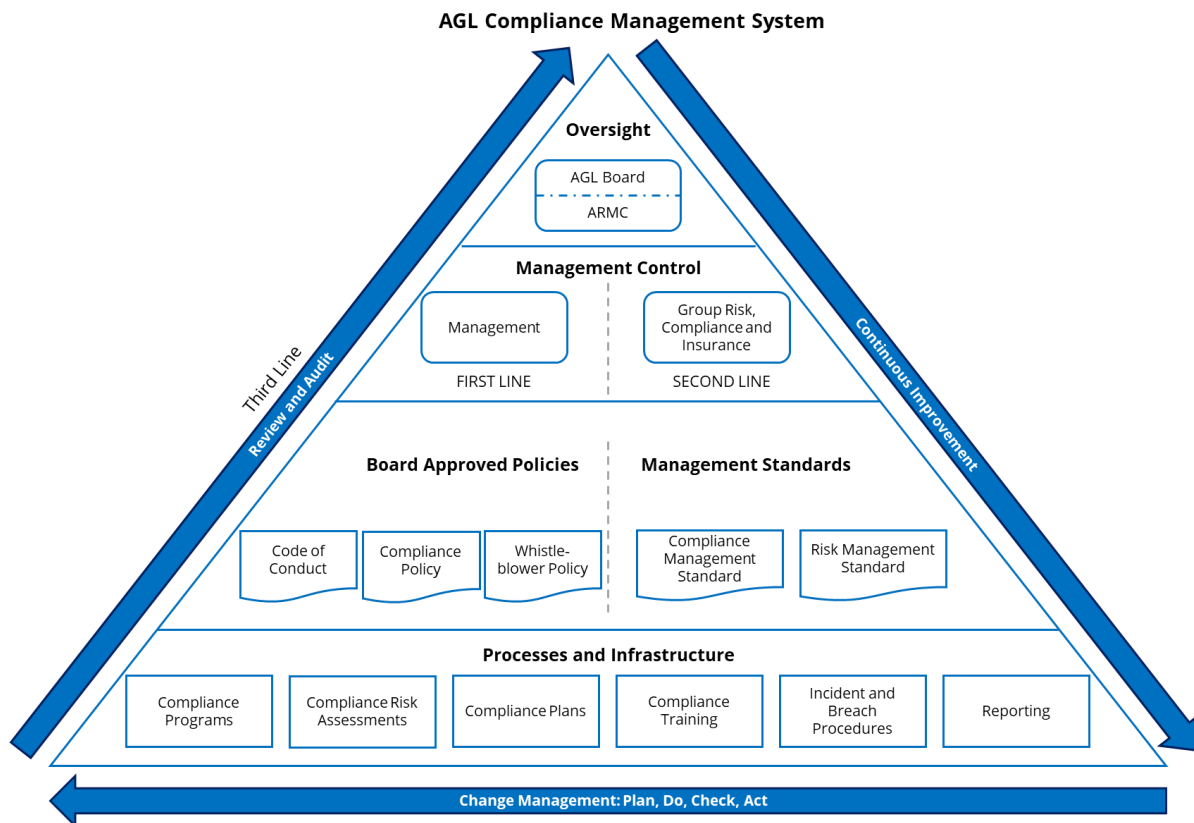 AGL Compliance Management System
Oversight
AGL Board
ARMC
Management Control
Management
Group Risk,
Compliance and
Insurance
FIRST LINE
SECOND LINE
Third Line
Review and Audit
Continuous Improvement
Board Approved Policies
Management Standards
Code of
Conduct
Compliance
Policy
Whistle-
blower Policy
Compliance
Management
Standard
Risk Management
Standard
Processes and Infrastructure
Compliance
Programs
Compliance Risk
Assessments
Compliance Plans
Compliance
Training
Incident and
Breach
Procedures
Reporting
Change Management: Plan, Do, Check, Act